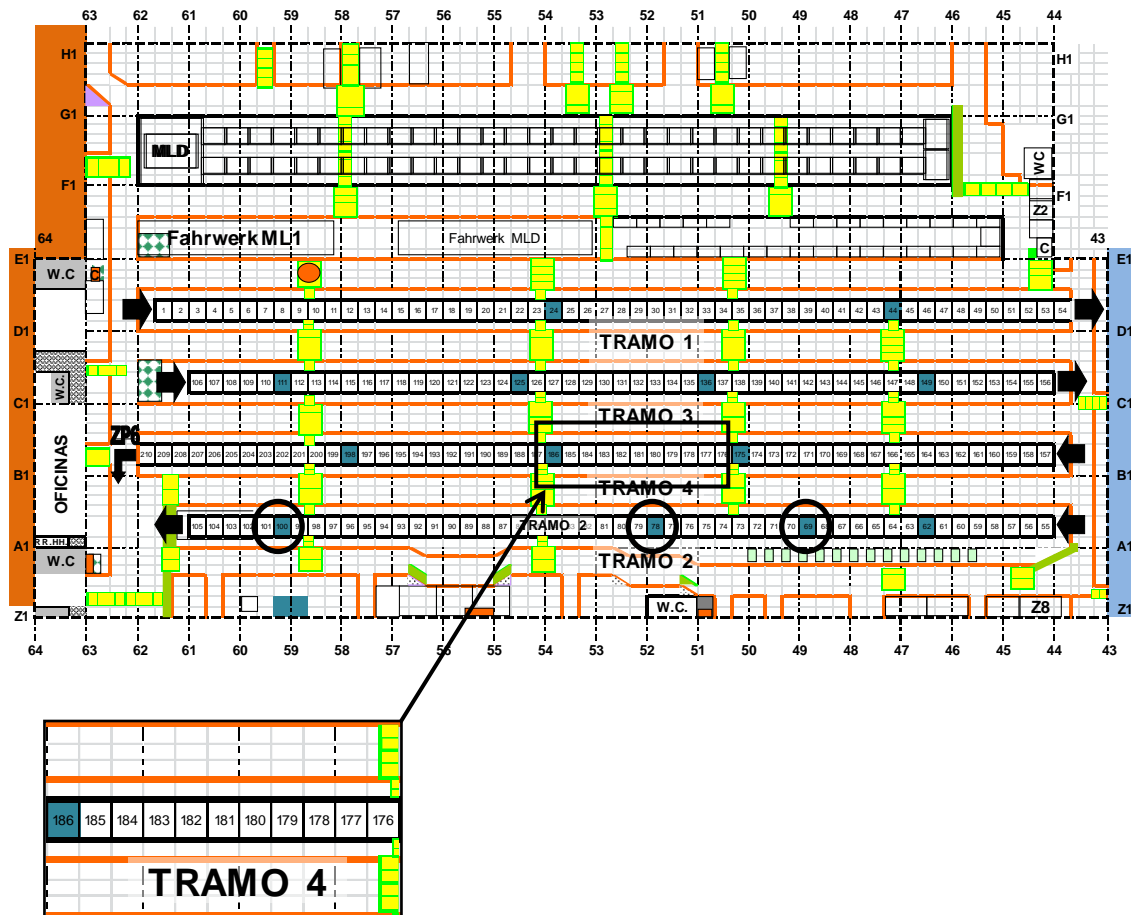 63 62 61 60 59 58 57 56 55 54 53 52 51 50 49 48 47 46 45 44
H1 H1
G1 G1
MLD
WC
F1 F1
Z2
64 Fahrwerk ML1 Fahrwerk MLD C 43
E1 E1
W.C C
1 2 3 4 5 6 7 8 9 10 11 12 13 14 15 16 17 18 19 20 21 22 23 24 25 26 27 28 29 30 31 32 33 34 35 36 37 38 39 40 41 42 43 44 45 46 47 48 49 50 51 52 53 54
D1 D1
TRAMO 1
W.C.
106 107 108 109 110 111 112 113 114 115 116 117 118 119 120 121 122 123 124 125 126 127 128 129 130 131 132 133 134 135 136 137 138 139 140 141 142 143 144 145 146 147 148 149 150 151 152 153 154 155 156
C1 C1
TRAMO 3
ZP6
210 209 208 207 206 205 204 203 202 201 200 199 198 197 196 195 194 193 192 191 190 189 188 187 186 185 184 183 182 181 180 179 178 177 176 175 174 173 172 171 170 169 168 167 166 165 164 163 162 161 160 159 158 157
B1 B1
OFICINAS
TRAMO 4
105 104 103 102 101 100 99 98 97 96 95 94 93 92 91 90 89 88 87 TRAMO 2 82 81 80 79 78 77 76 75 74 73 72 71 70 69 68 67 66 65 64 63 62 61 60 59 58 57 56 55
RR.HH.
A1 A1
W.C
TRAMO 2
W.C. Z8
Z1 Z1
64 63 62 61 60 59 58 57 56 55 54 53 52 51 50 49 48 47 46 45 44 43
186 185 184 183 182 181 180 179 178 177 176
TRAMO 4